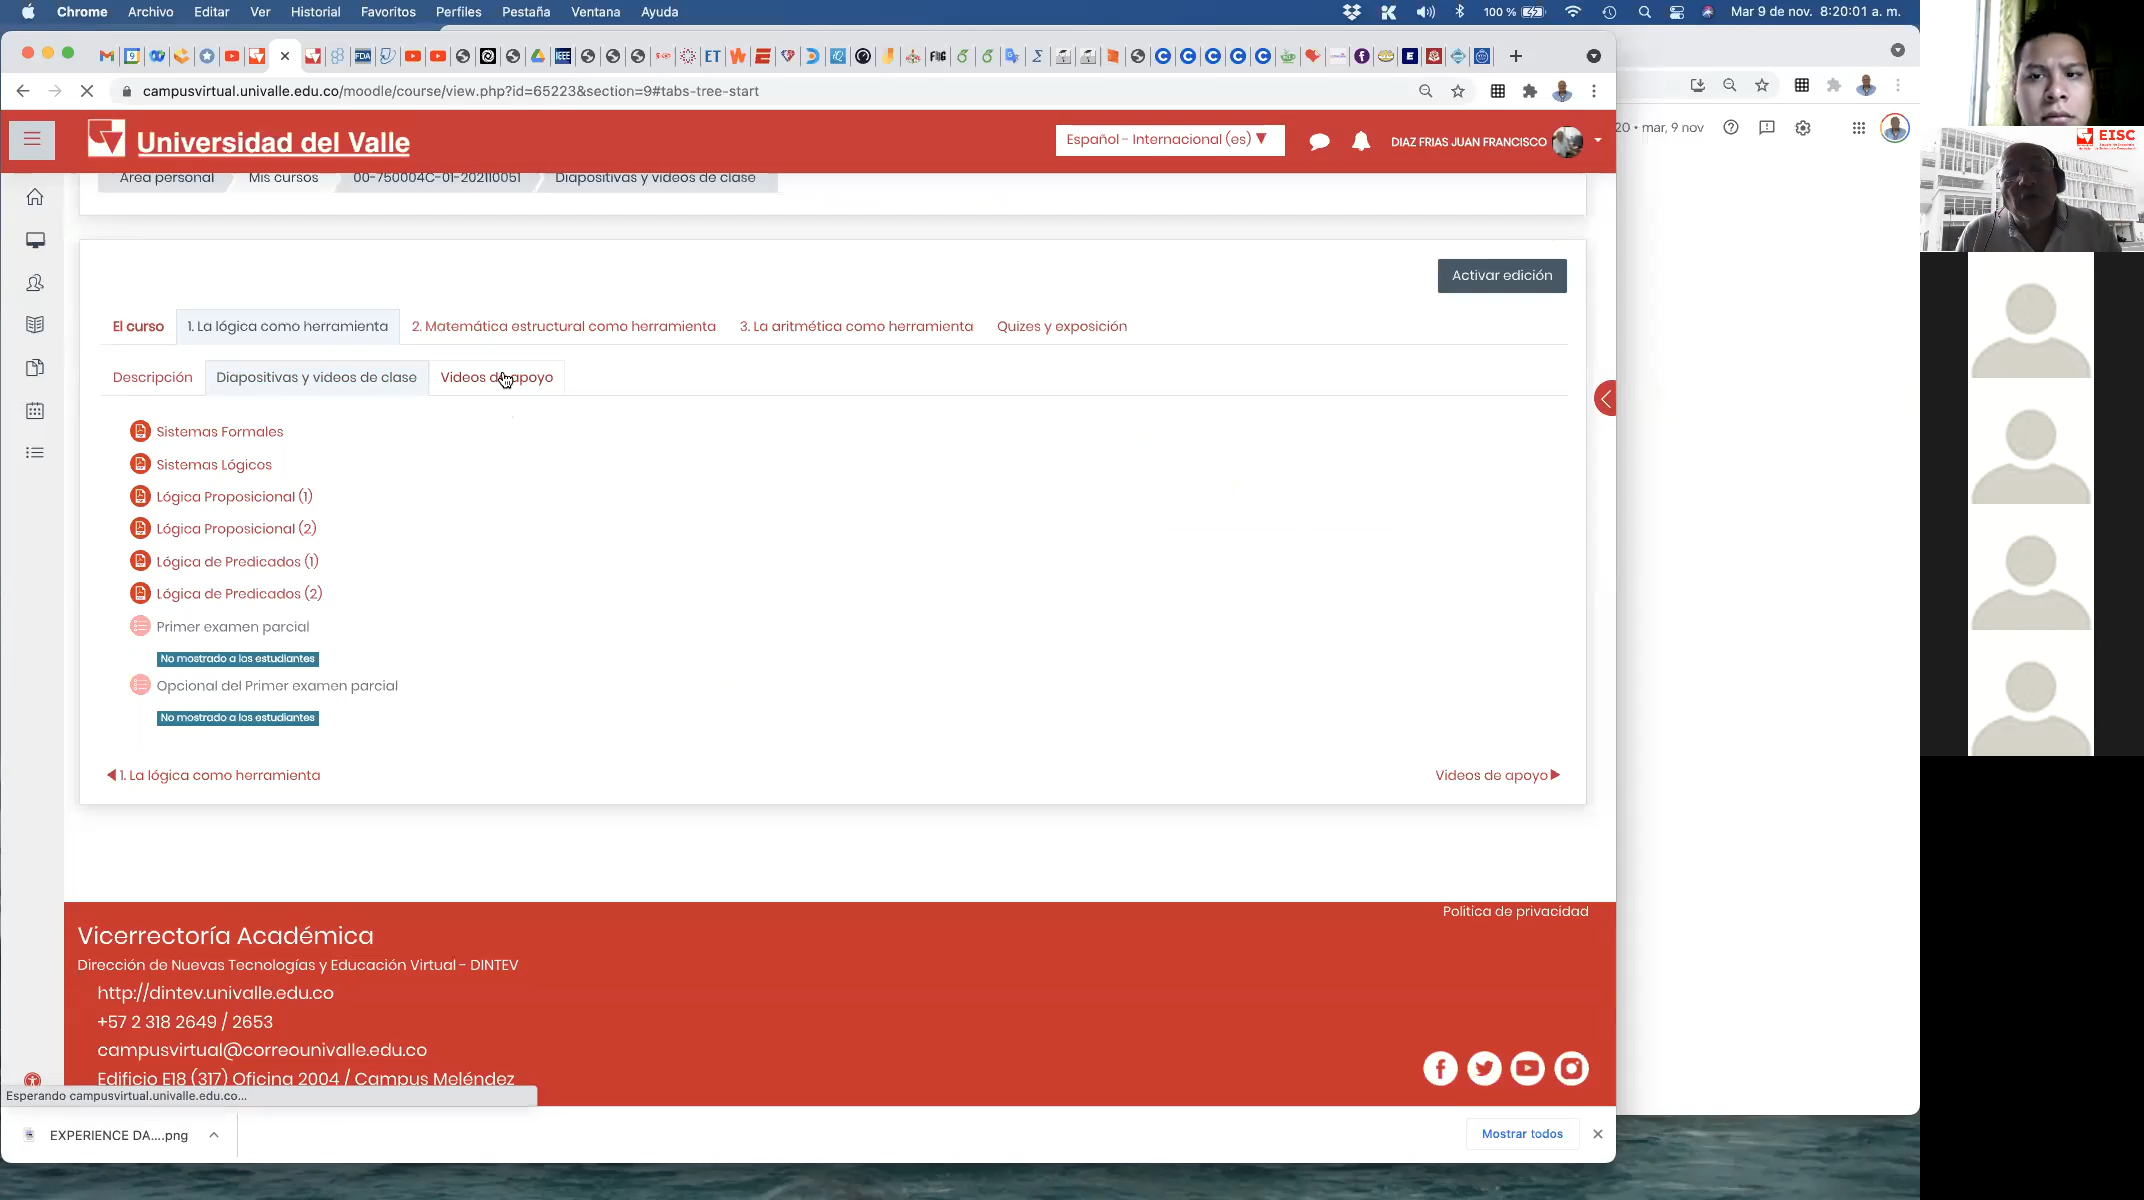 Chrome Archivo Editar Ver Historial Favoritos Perfiles Pestaña Ventana Ayuda 100 % Mar 9 de nov. 8:20:01 a. m.
campusvirtual.univalle.edu.co/moodle/course/view.php?id=65223&section=9#tabs-tree-start
Universidad del Valle
Español - Internacional (es) ▼
DIAZ FRIAS JUAN FRANCISCO
20 • mar, 9 nov
EISC
Area personal Mis cursos 00-750004C-01-202110051 Diapositivas y videos de clase
Activar edición
El curso 1. La lógica como herramienta 2. Matemática estructural como herramienta 3. La aritmética como herramienta Quizes y exposición
Descripción Diapositivas y videos de clase Videos de apoyo
Sistemas Formales
Sistemas Lógicos
Lógica Proposicional (1)
Lógica Proposicional (2)
Lógica de Predicados (1)
Lógica de Predicados (2)
Primer examen parcial
No mostrado a los estudiantes
Opcional del Primer examen parcial
No mostrado a los estudiantes
◀ 1. La lógica como herramienta
Videos de apoyo ▶
Politica de privacidad
Vicerrectoría Académica
Dirección de Nuevas Tecnologías y Educación Virtual - DINTEV
http://dintev.univalle.edu.co
+57 2 318 2649 / 2653
campusvirtual@correounivalle.edu.co
Edificio E18 (317) Oficina 2004 / Campus Meléndez
Esperando campusvirtual.univalle.edu.co...
EXPERIENCE DA....png
Mostrar todos